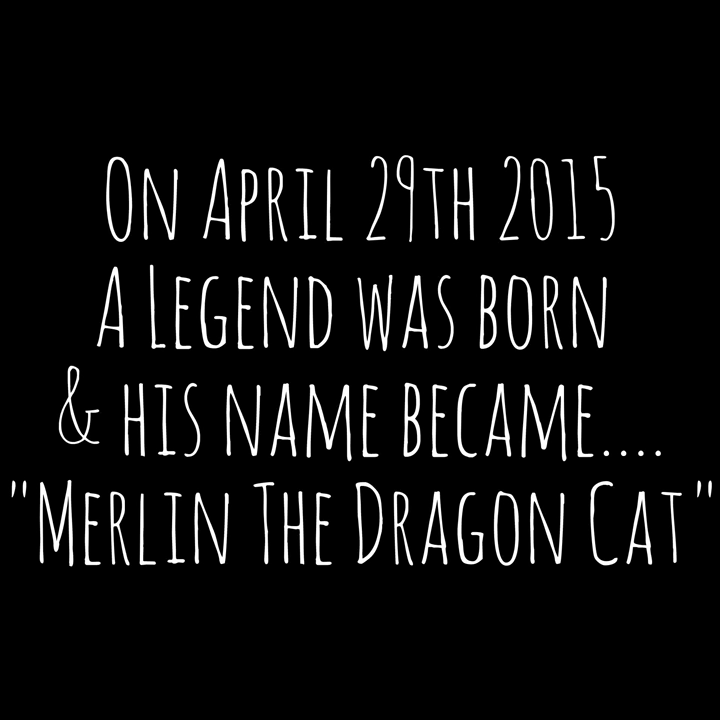 On April 29th 2015
A Legend was born
& his name became....
"Merlin The Dragon Cat"